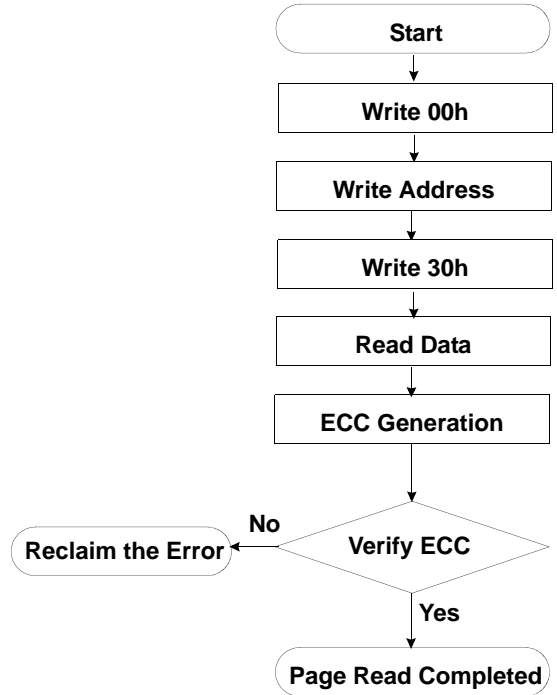 Start
Write 00h
Write Address
Write 30h
Read Data
ECC Generation
No
Reclaim the Error
Verify ECC
Yes
Page Read Completed